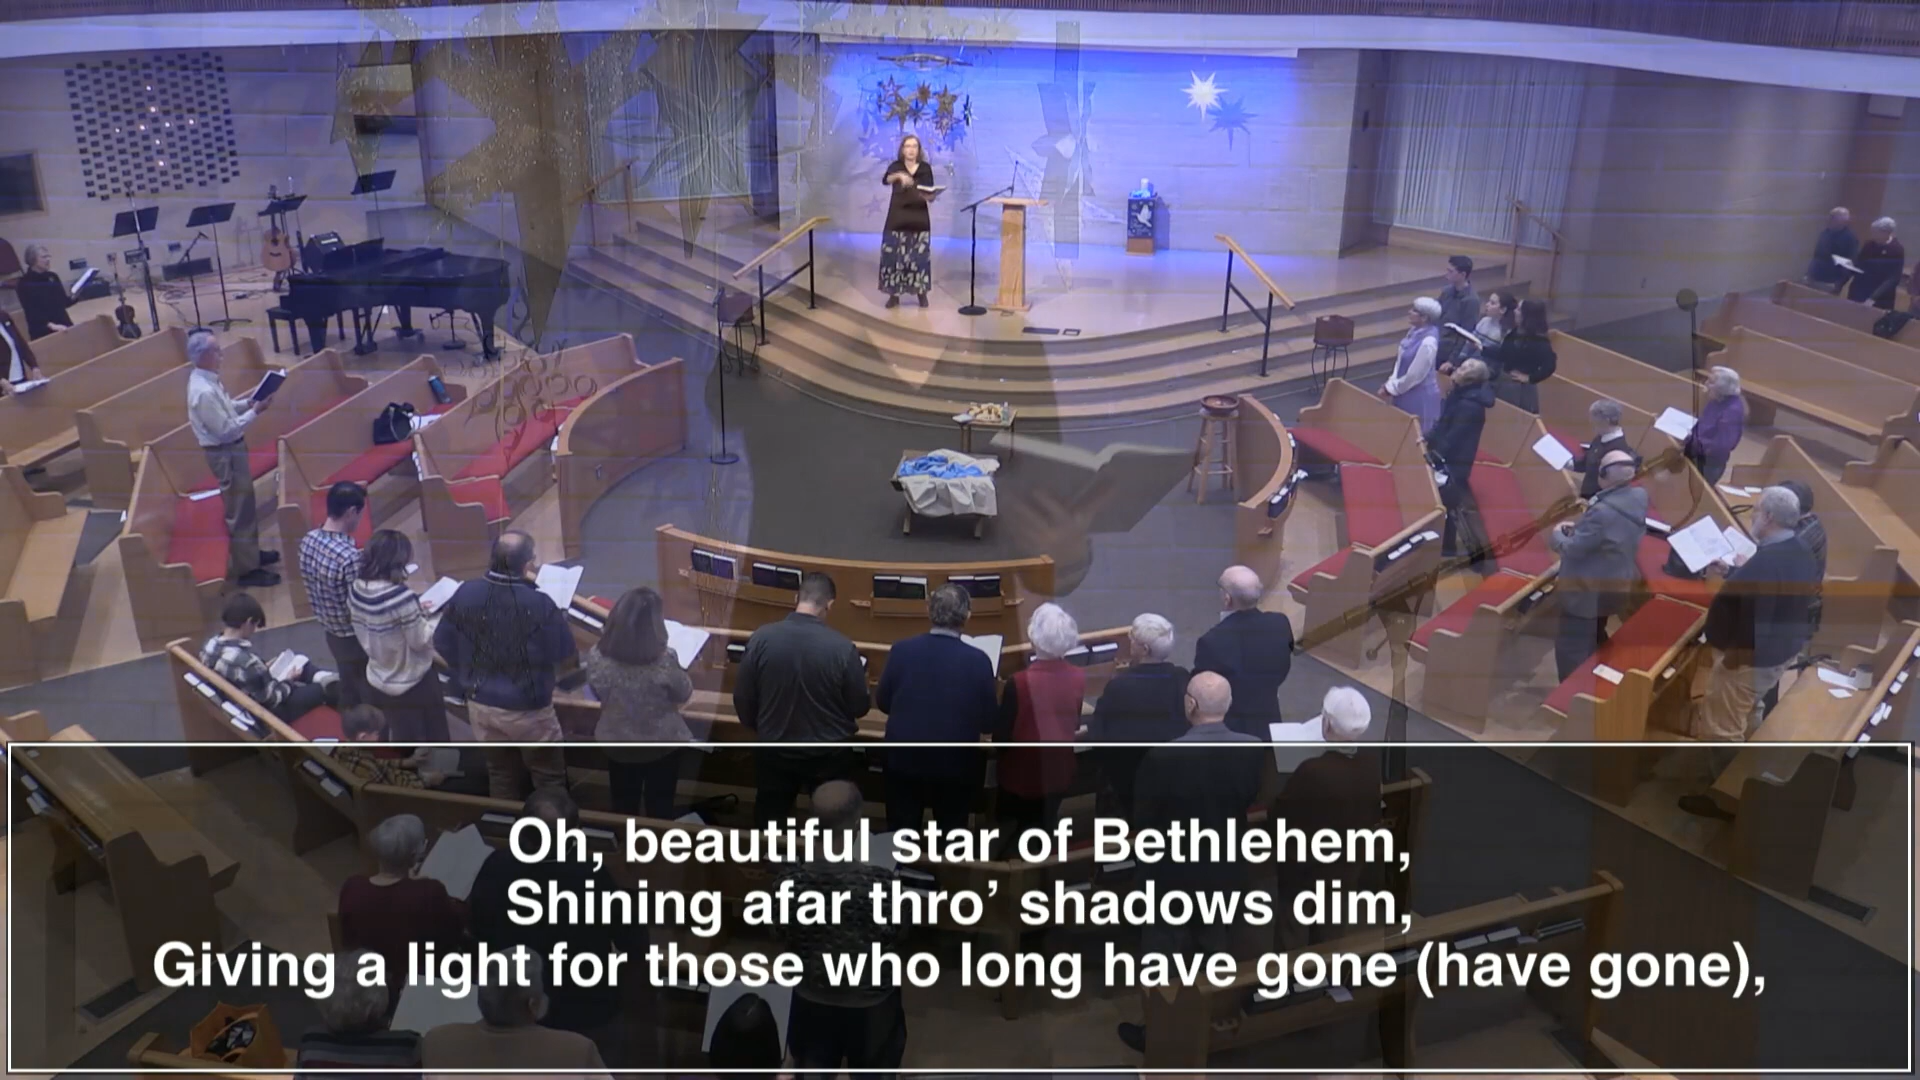 Oh, beautiful star of Bethlehem,
Shining afar thro’ shadows dim,
Giving a light for those who long have gone (have gone),